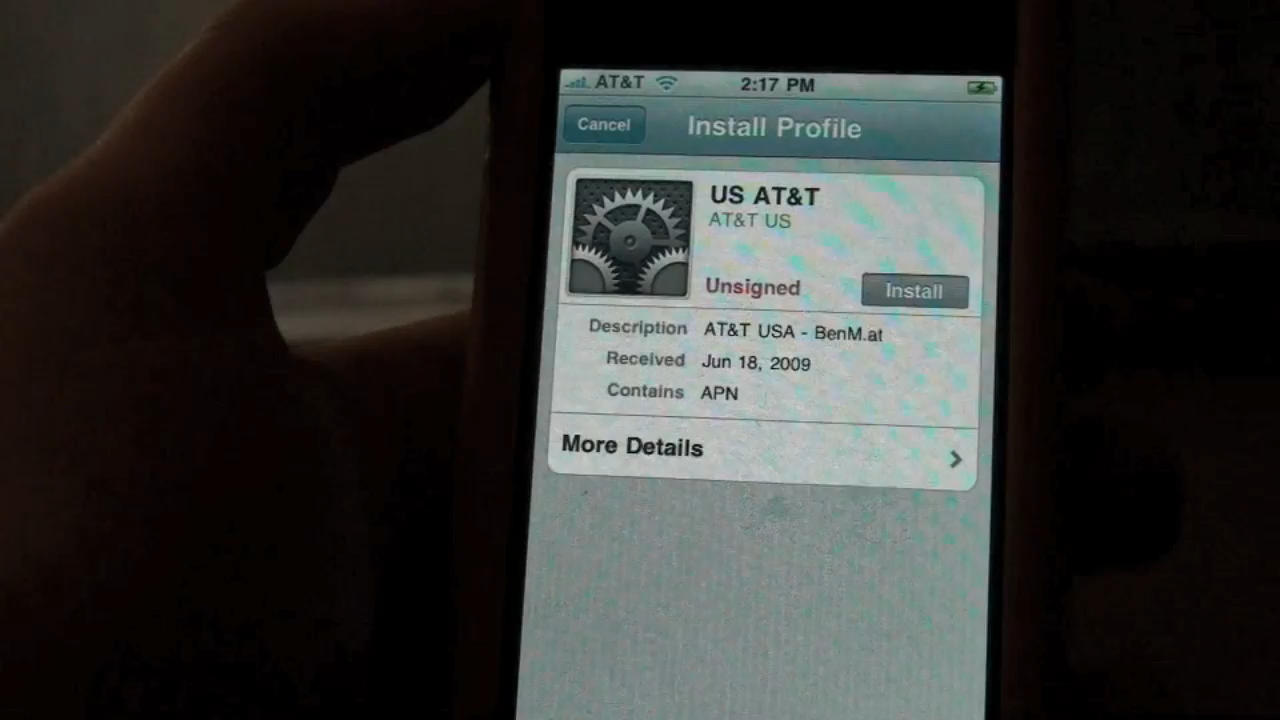 AT&T 2:17 PM
Cancel Install Profile
US AT&T
AT&T US
Unsigned Install
Description AT&T USA - BenM.at
Received Jun 18, 2009
Contains APN
More Details